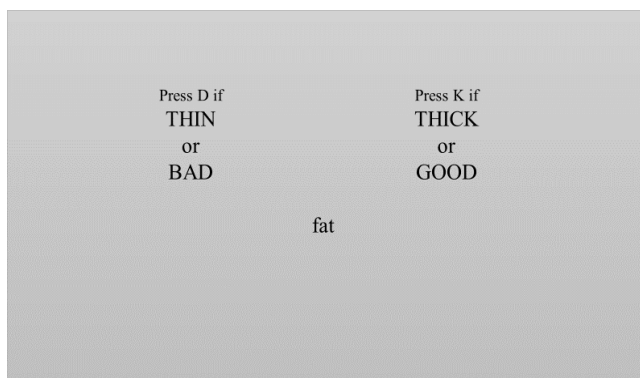 Press D if
THIN
or
BAD
Press K if
THICK
or
GOOD
fat